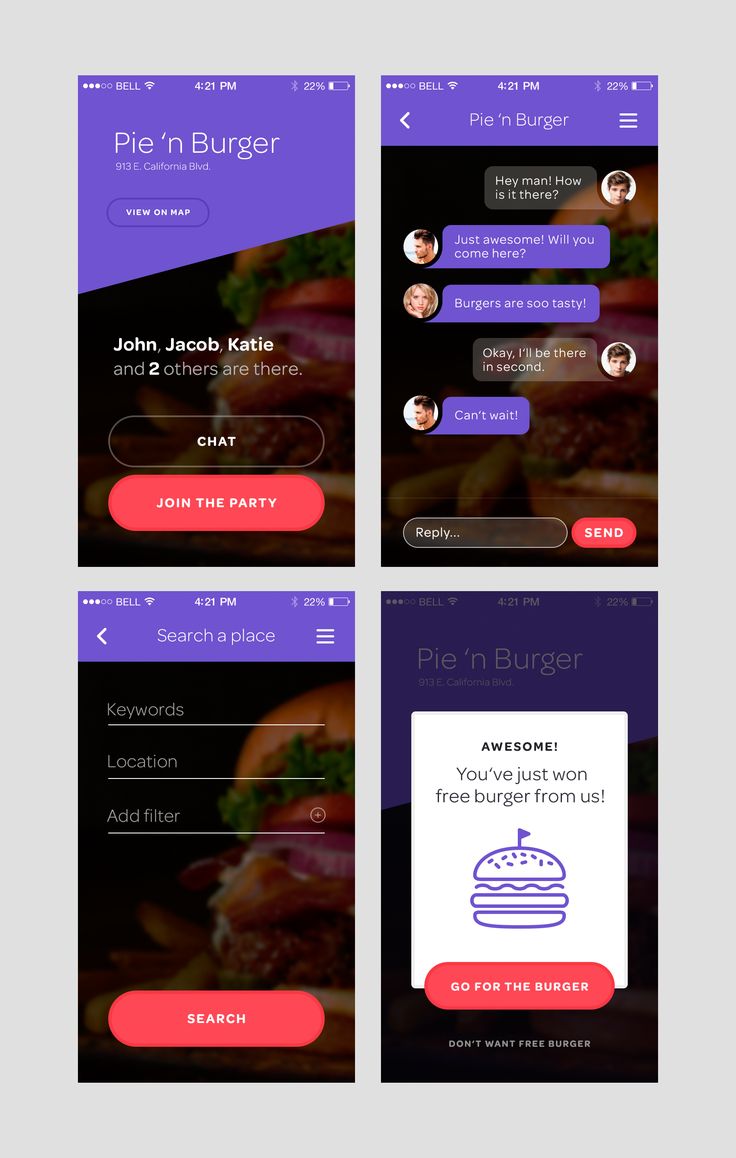 BELL 4:21 PM 22%
Pie ‘n Burger
913 E. California Blvd.
VIEW ON MAP
John, Jacob, Katie
and 2 others are there.
CHAT
JOIN THE PARTY
BELL 4:21 PM 22%
Pie ‘n Burger
Hey man! How
is it there?
Just awesome! Will you
come here?
Burgers are soo tasty!
Okay, I’ll be there
in second.
Can’t wait!
Reply...
SEND
BELL 4:21 PM 22%
Search a place
Keywords
Location
Add filter
SEARCH
BELL 4:21 PM 22%
Pie ‘n Burger
913 E. California Blvd.
AWESOME!
You’ve just won
free burger from us!
GO FOR THE BURGER
DON’T WANT FREE BURGER